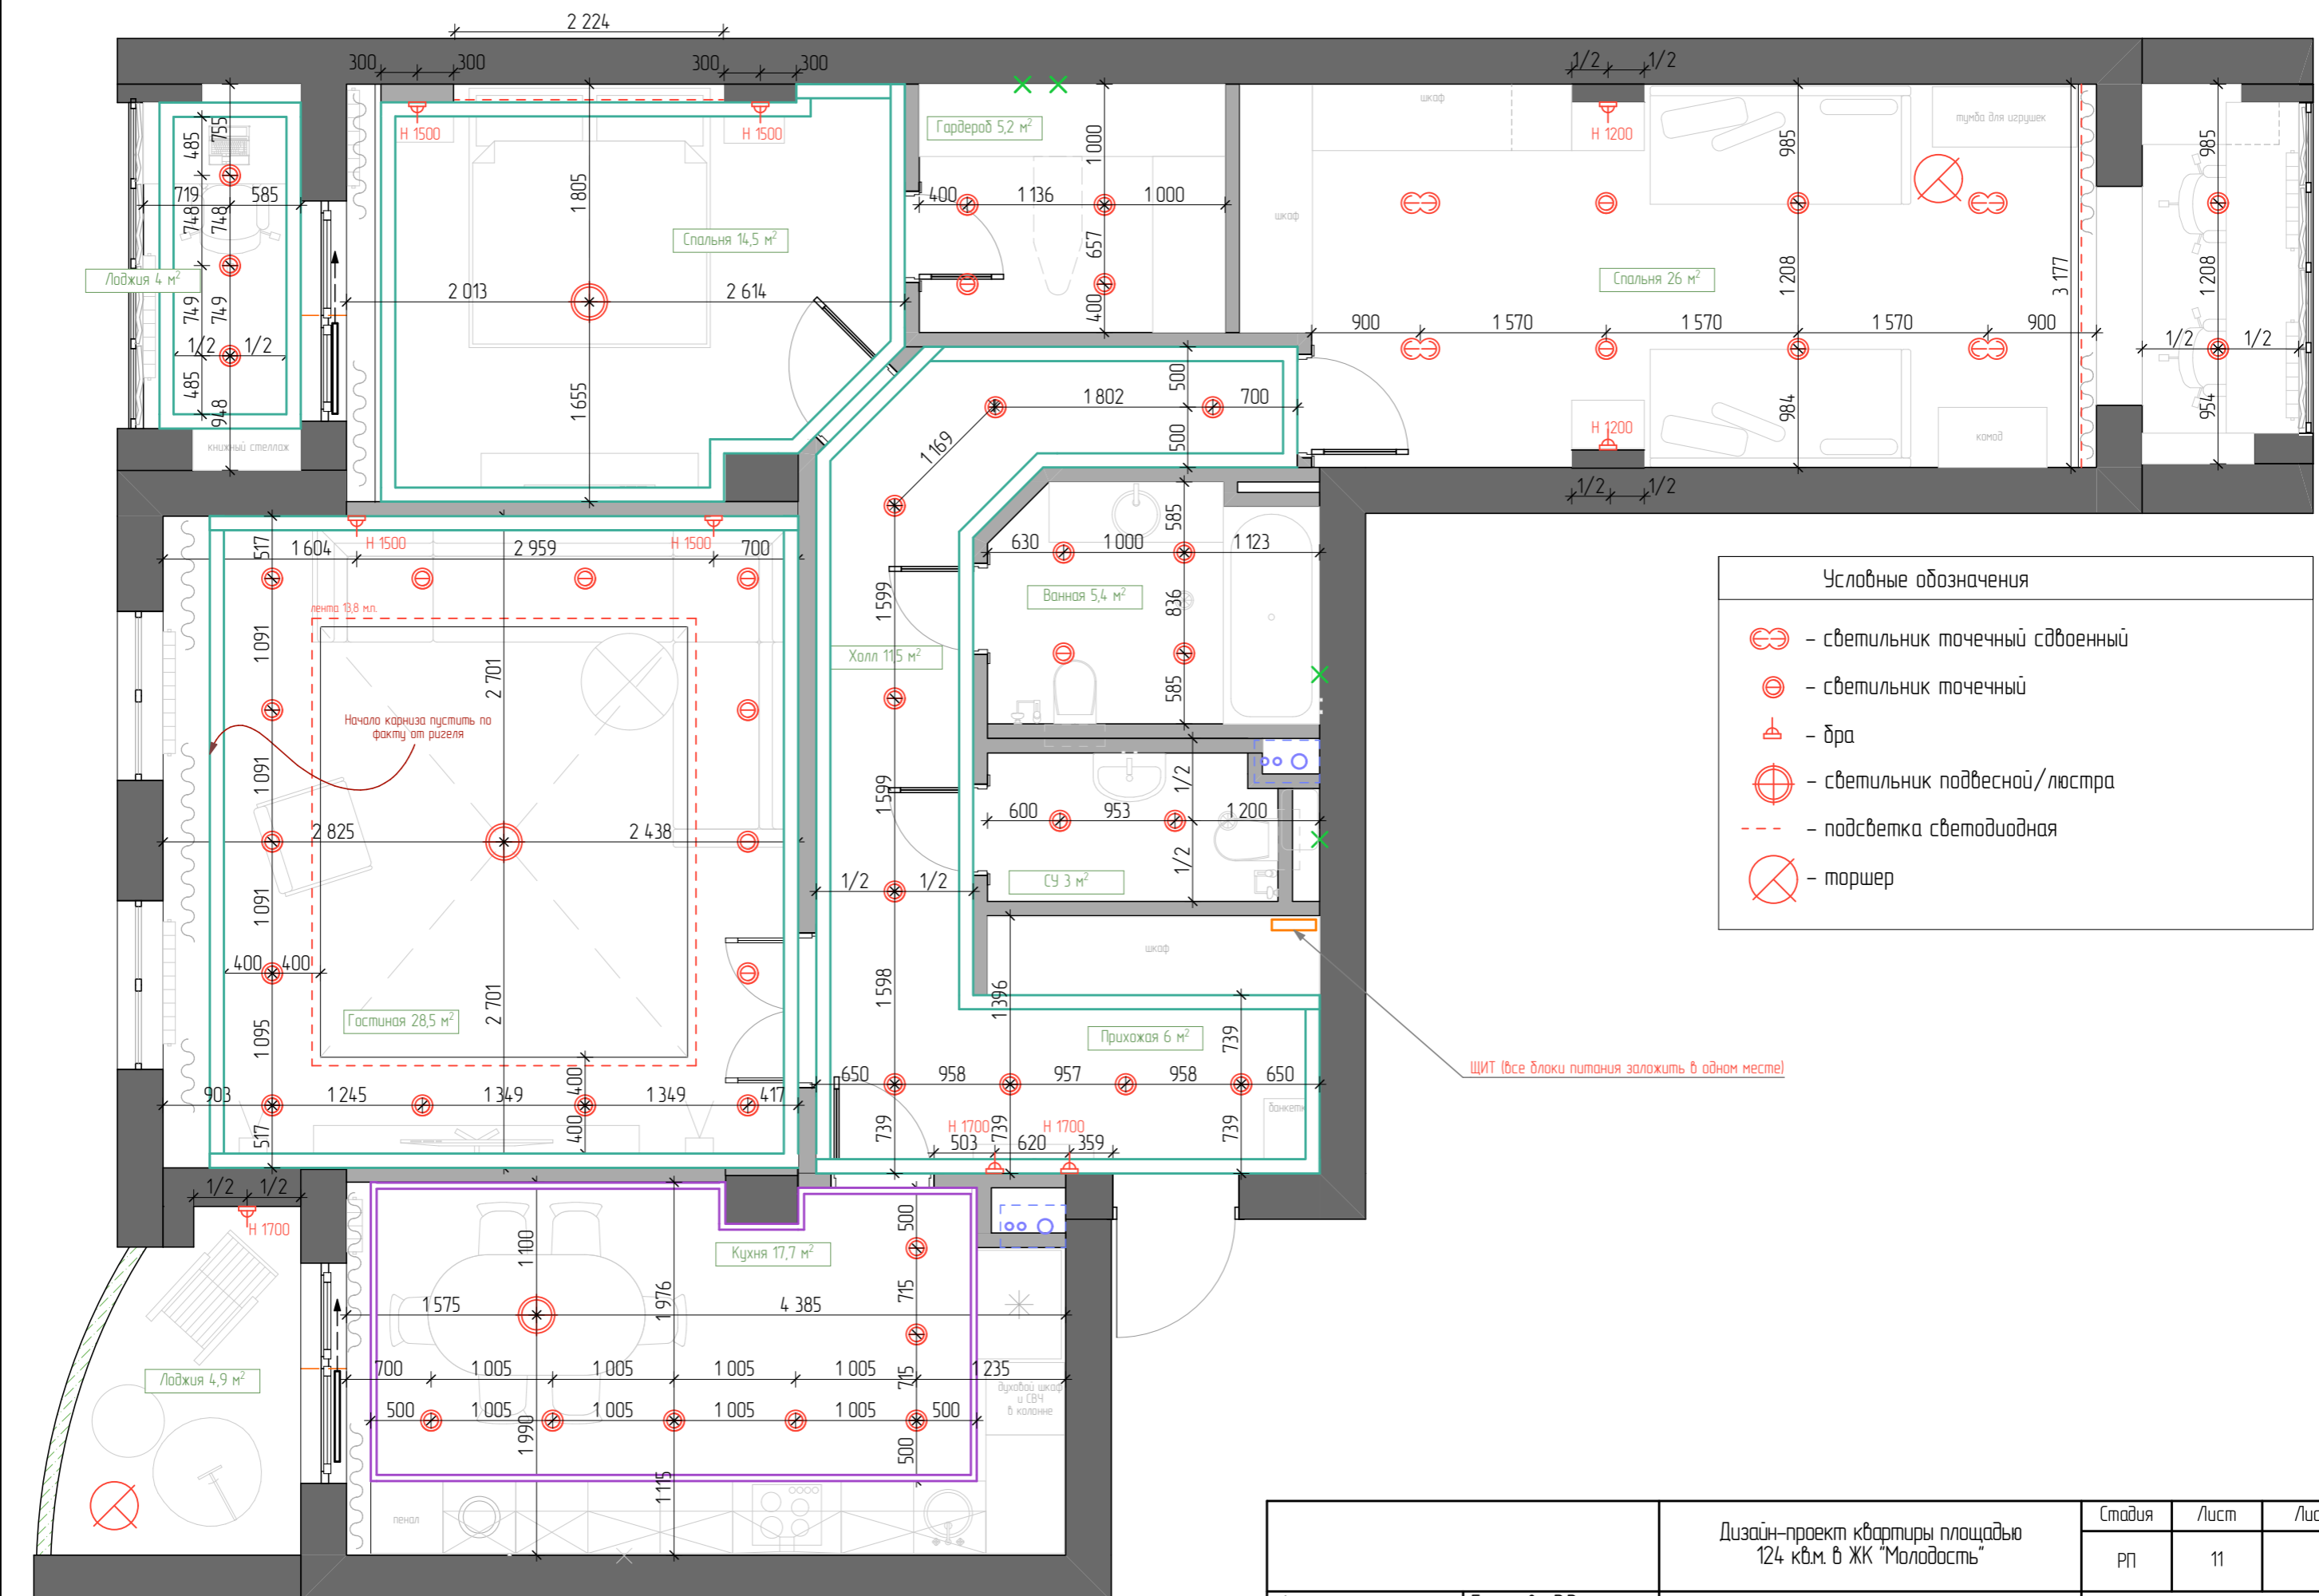 2 224
300
300
300
300
1/2
1/2
H 1500
H 1500
Гардероб 5,2 м²
шкаф
H 1200
тумба для игрушек
485
755
719
585
748
748
Лоджия 4 м²
749
749
1/2
1/2
485
948
книжный стеллаж
1 805
Спальня 14,5 м²
2 013
2 614
1 655
1 000
400
1 136
1 000
657
400
шкаф
985
Спальня 26 м²
1 208
3 177
900
1 570
1 570
1 570
900
984
H 1200
комод
1/2
1/2
985
1 208
1/2
1/2
954
500
1 802
700
500
1 169
H 1500
H 1500
517
1 604
2 959
700
лента 13,8 м.п.
1 091
2 701
Начало карниза пустить по
факту от ригеля
1 091
2 825
2 438
1 091
400
400
Гостиная 28,5 м²
2 701
1 095
903
1 245
1 349
1 349
417
400
400
517
1 599
Холл 11,5 м²
1 599
1/2
1/2
1 598
585
630
1 000
1 123
Ванная 5,4 м²
836
585
1/2
600
953
1 200
1/2
СУ 3 м²
шкаф
1 396
Прихожая 6 м²
739
650
958
957
958
650
739
739
739
банкетка
H 1700
H 1700
503
620
359
Условные обозначения
– светильник точечный сдвоенный
– светильник точечный
– бра
– светильник подвесной/люстра
– подсветка светодиодная
– торшер
ЩИТ (все блоки питания заложить в одном месте)
1/2
1/2
H 1700
Лоджия 4,9 м²
1 100
1 976
Кухня 17,7 м²
500
715
1 575
4 385
700
1 005
1 005
1 005
1 005
1 235
715
500
1 005
1 005
1 005
1 005
500
1 990
500
1 115
духовой шкаф
и СВЧ
в колонне
пенал
Дизайн-проект квартиры площадью
124 кв.м. в ЖК "Молодость"
Стадия
Лист
РП
11